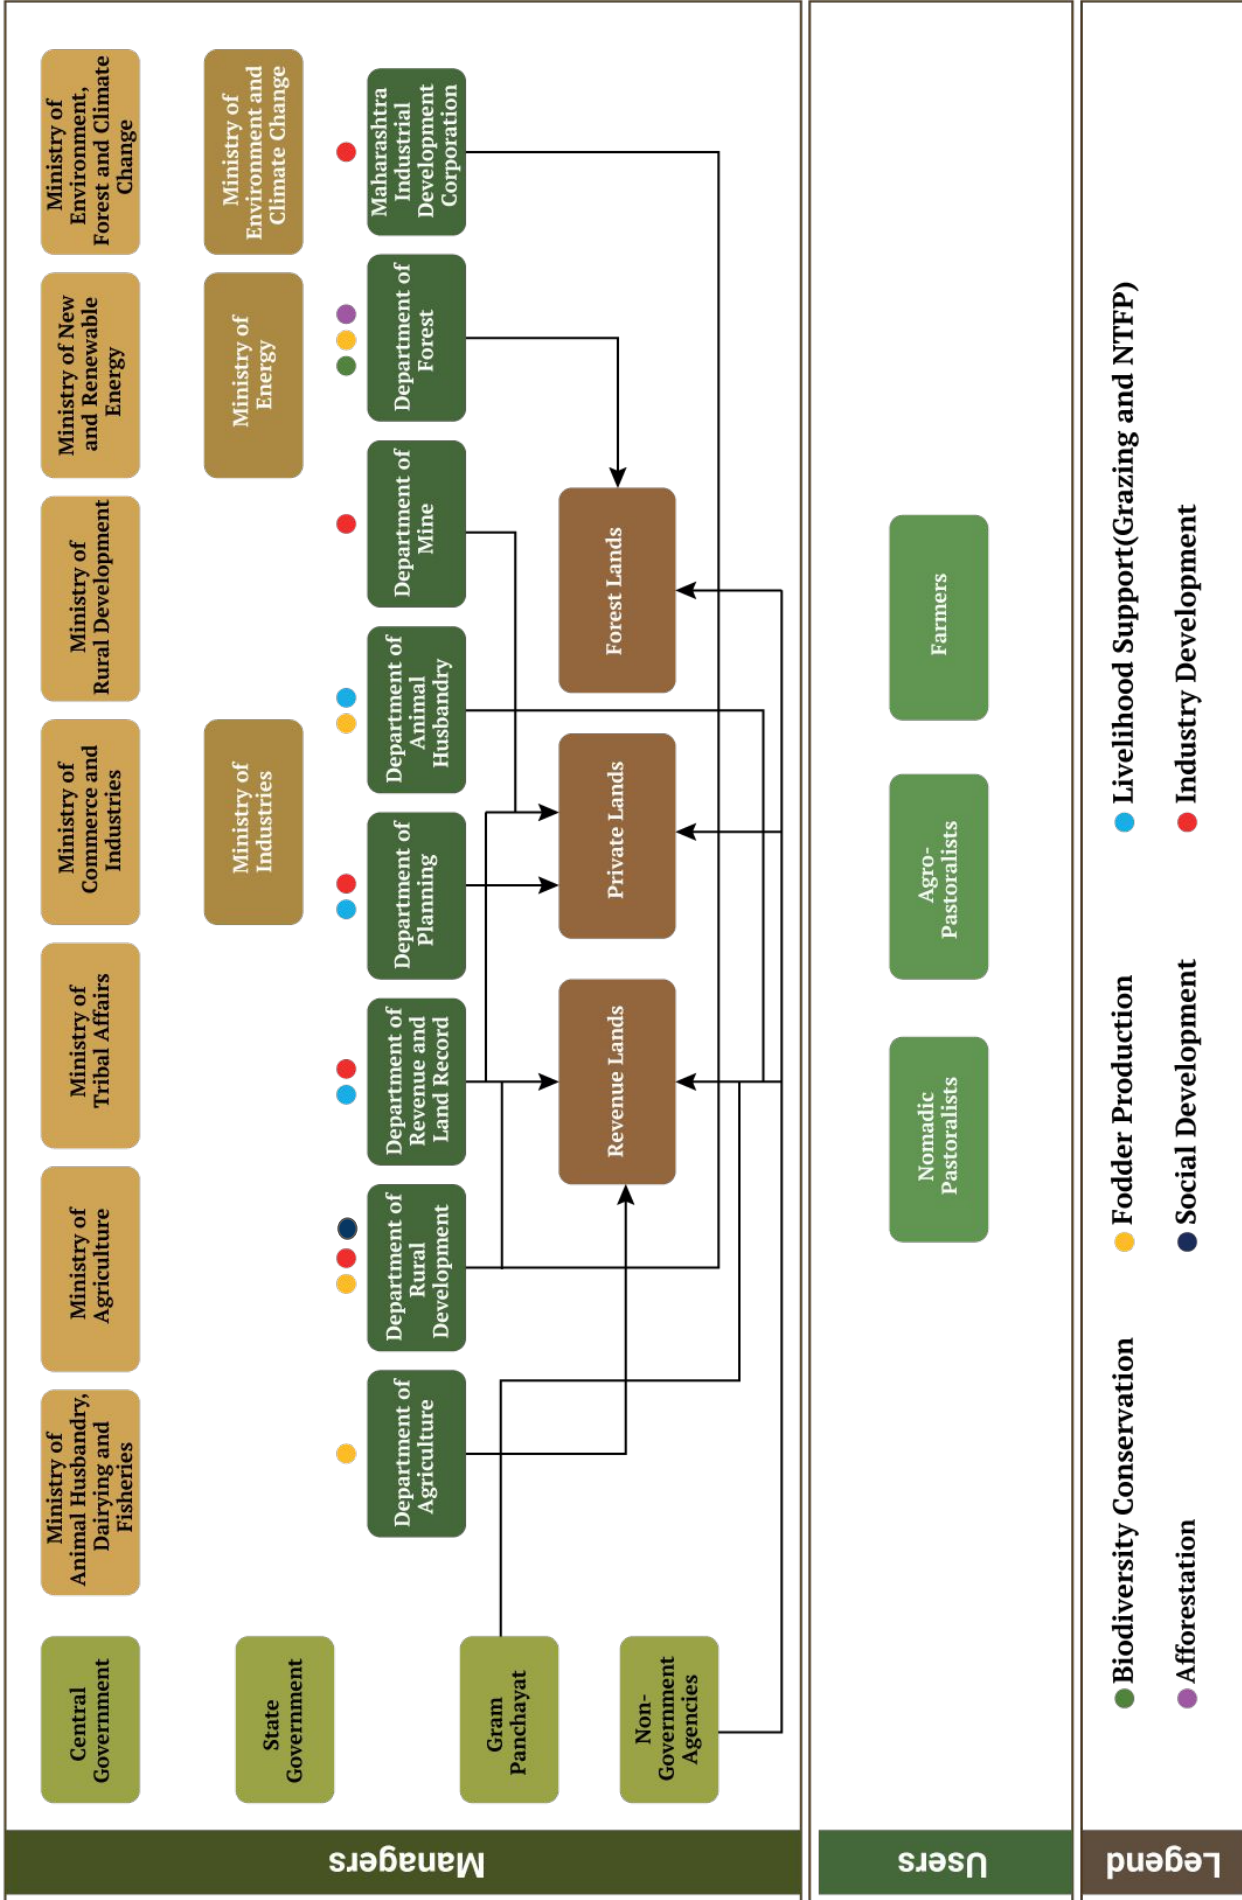 Managers
Central
Government
Ministry of
Animal Husbandry,
Dairying and
Fisheries
Ministry of
Agriculture
Ministry of
Tribal Affairs
Ministry of
Commerce and
Industries
Ministry of
Rural Development
Ministry of New
and Renewable
Energy
Ministry of
Environment,
Forest and Climate
Change
State
Government
Ministry of
Industries
Ministry of
Energy
Ministry of
Environment and
Climate Change
Department of
Agriculture
Department of
Rural
Development
Department of
Revenue and
Land Record
Department of
Planning
Department of
Animal
Husbandry
Department of
Mine
Department of
Forest
Maharashtra
Industrial
Development
Corporation
Gram
Panchayat
Non-
Government
Agencies
Revenue Lands
Private Lands
Forest Lands
Users
Nomadic
Pastoralists
Agro-
Pastoralists
Farmers
Legend
Biodiversity Conservation
Fodder Production
Livelihood Support(Grazing and NTFP)
Afforestation
Social Development
Industry Development